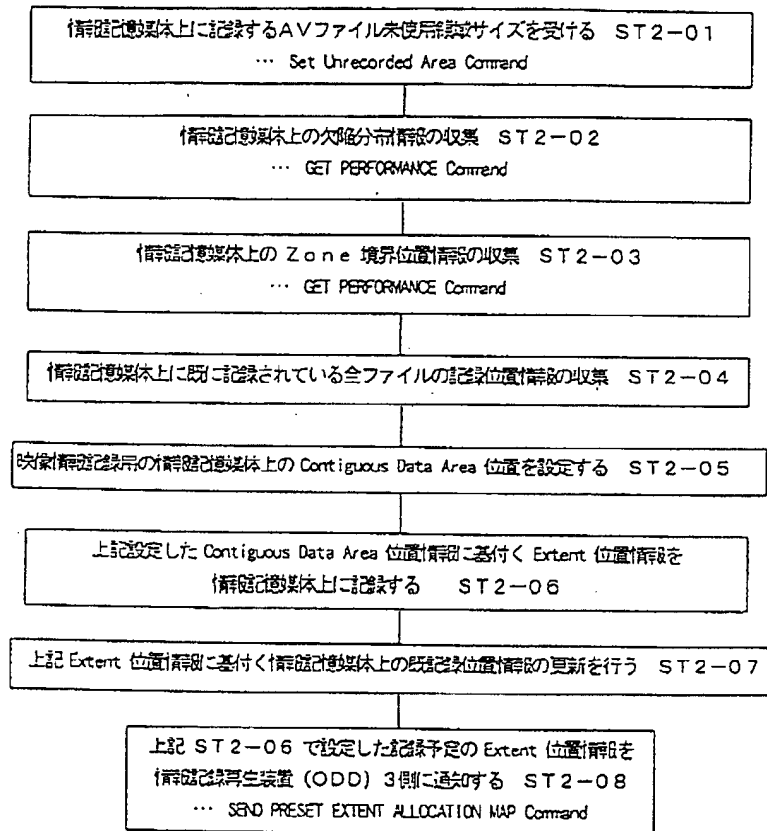 情報記憶媒体上に記録するAVファイル未使用領域サイズを受ける ST2-01
… Set Unrecorded Area Command
情報記憶媒体上の欠陥分布情報の収集 ST2-02
… GET PERFORMANCE Command
情報記憶媒体上の Zone 境界位置情報の収集 ST2-03
… GET PERFORMANCE Command
情報記憶媒体上に既に記録されている全ファイルの記録位置情報の収集 ST2-04
映像情報記録用の情報記憶媒体上の Contiguous Data Area 位置を設定する ST2-05
上記設定した Contiguous Data Area 位置情報に基付く Extent 位置情報を
情報記憶媒体上に記録する ST2-06
上記 Extent 位置情報に基付く情報記憶媒体上の既記録位置情報の更新を行う ST2-07
上記 ST2-06 で設定した記録予定の Extent 位置情報を
情報記録再生装置 (ODD) 3側に通知する ST2-08
… SEND PRESET EXTENT ALLOCATION MAP Command